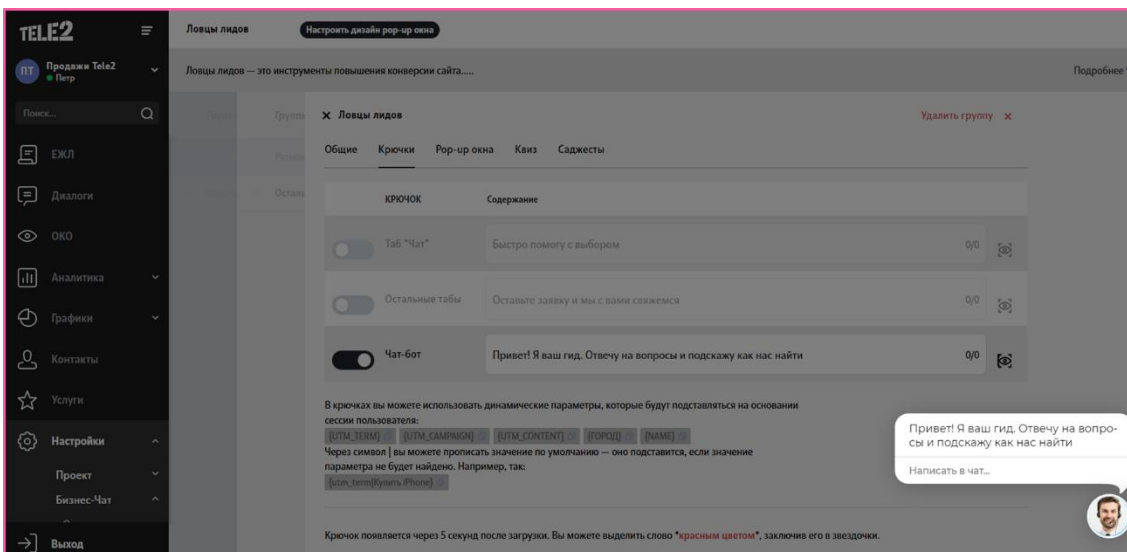 TELE2
Ловцы лидов
Настроить дизайн pop-up окна
ПТ
Продажи Tele2
Петр
Ловцы лидов — это инструменты повышения конверсии сайта.....
Подробнее
Поиск...
Ловцы лидов
Удалить группу ×
Общие Крючки Pop-up окна Квиз Саджесты
ЕЖЛ
КРЮЧОК Содержание
Диалоги
ОКО
Таб "Чат" Быстро помогу с выбором 0/0
Аналитика
Остальные табы Оставьте заявку и мы с вами свяжемся 0/0
Графики
Контакты
Чат-бот Привет! Я ваш гид. Отвечу на вопросы и подскажу как нас найти 0/0
Услуги
В крючках вы можете использовать динамические параметры, которые будут подставляться на основании
сессии пользователя:
{UTM_TERM} {UTM_CAMPAIGN} {UTM_CONTENT} {ГОРОД} {NAME}
Через символ | вы можете прописать значение по умолчанию — оно подставится, если значение
параметра не будет найдено. Например, так:
{utm_term|Купить iPhone}
Настройки
Проект
Бизнес-Чат
Выход
Привет! Я ваш гид. Отвечу на вопро-
сы и подскажу как нас найти
Написать в чат...
Крючок появляется через 5 секунд после загрузки. Вы можете выделить слово *красным цветом*, заключив его в звездочки.